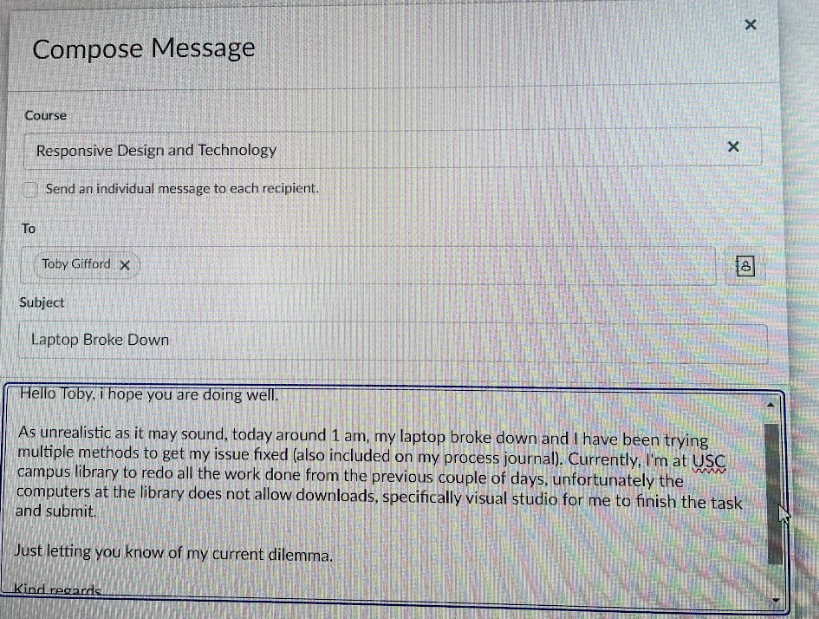 Compose Message
Course
Responsive Design and Technology
Send an individual message to each recipient.
To
Toby Gifford
Subject
Laptop Broke Down
Hello Toby, i hope you are doing well.
As unrealistic as it may sound, today around 1 am, my laptop broke down and I have been trying
multiple methods to get my issue fixed (also included on my process journal). Currently, I'm at USC
campus library to redo all the work done from the previous couple of days, unfortunately the
computers at the library does not allow downloads, specifically visual studio for me to finish the task
and submit.
Just letting you know of my current dilemma.
Kind regards